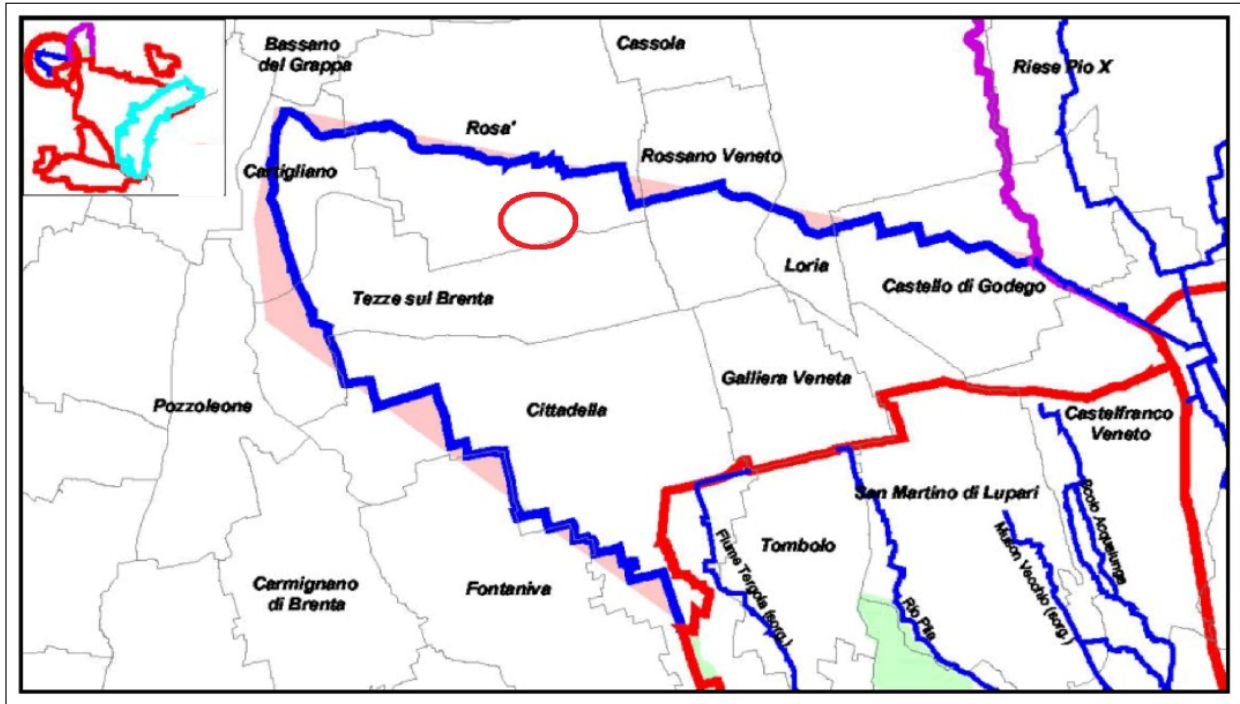 Bassano
del Grappa
Cassola
Riese Pio X
Rosa'
Rossano Veneto
Cartigliano
Loria
Castello di Godego
Tezze sul Brenta
Galliera Veneta
Pozzoleone
Cittadella
Castelfranco
Veneto
San Martino di Lupari
Scolo Acqualunga
Muson Vecchio (sorg.)
Tombolo
Fiume Tergola (sorg.)
Rio Pila
Carmignano
di Brenta
Fontaniva